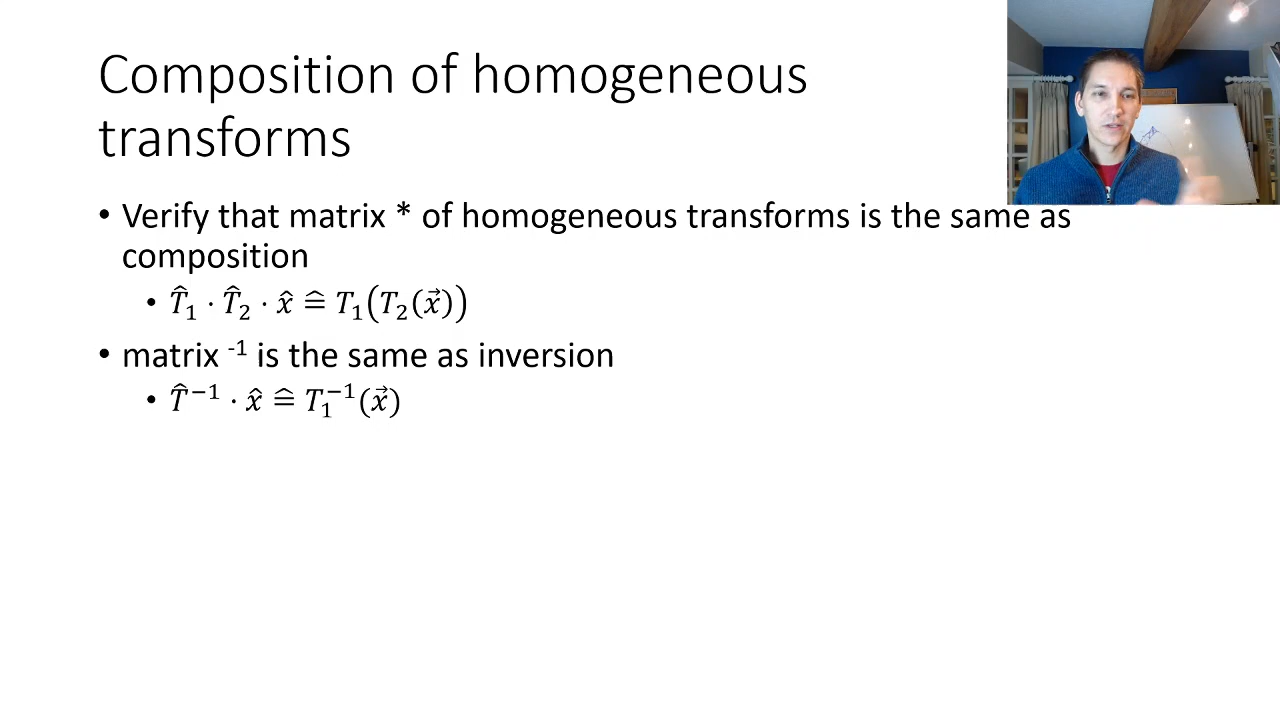 Composition of homogeneous
transforms
• Verify that matrix * of homogeneous transforms is the same as
composition
• T̂₁ · T̂₂ · x̂ ≘ T₁(T₂(x⃗))
• matrix ⁻¹ is the same as inversion
• T̂⁻¹ · x̂ ≘ T₁⁻¹(x⃗)